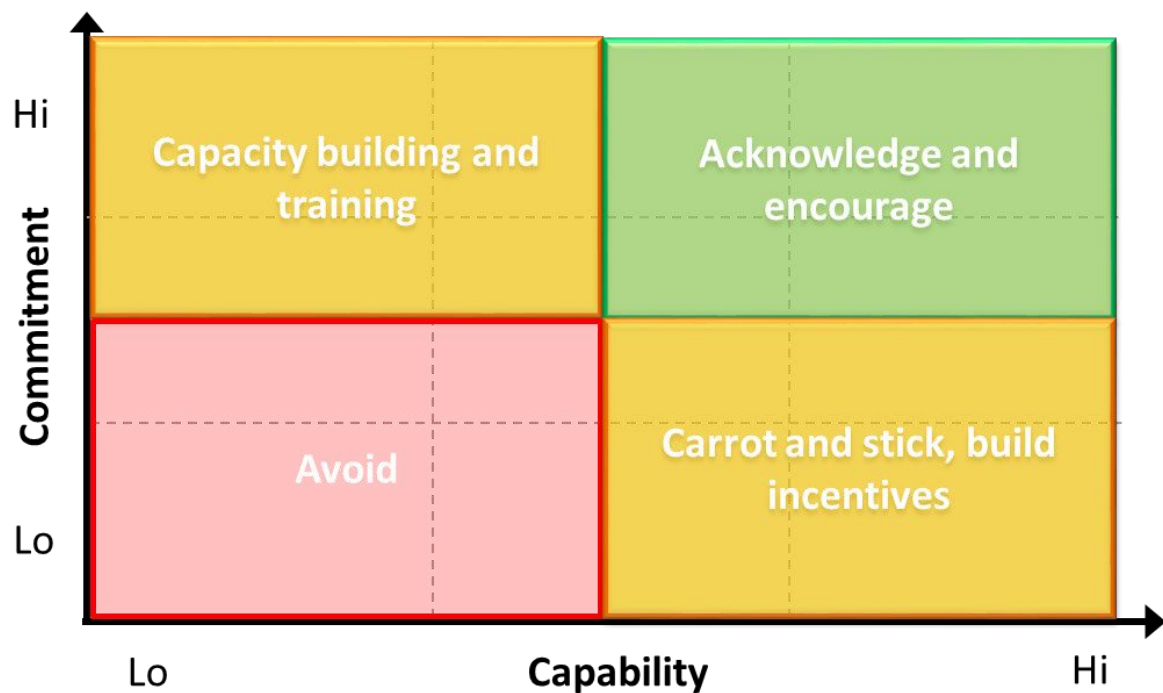 Hi
Capacity building and
training
Acknowledge and
encourage
Commitment
Avoid
Carrot and stick, build
incentives
Lo
Lo
Capability
Hi